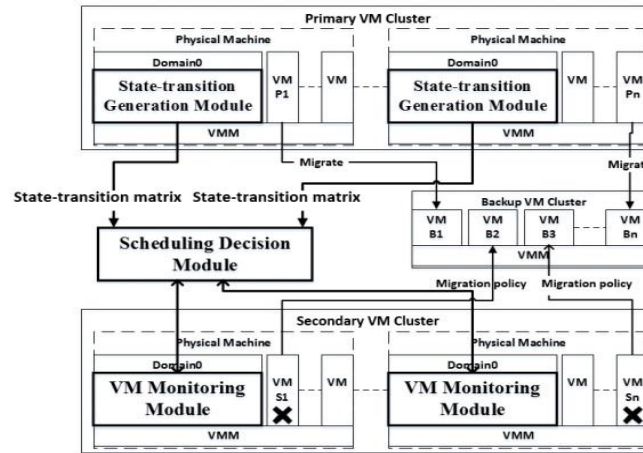 Primary VM Cluster
Physical Machine
Physical Machine
Domain0
State-transition
Generation Module
VM
P1
VM
VMM
Domain0
State-transition
Generation Module
VM
VM
Pn
VMM
Migrate
Migrat
State-transition matrix
State-transition matrix
Scheduling Decision
Module
Backup VM Cluster
VM
B1
VM
B2
VM
B3
VM
Bn
VMM
Migration policy
Migration policy
Secondary VM Cluster
Physical Machine
Physical Machine
Domain0
VM Monitoring
Module
VM
S1
VM
VMM
Domain0
VM Monitoring
Module
VM
VM
Sn
VMM